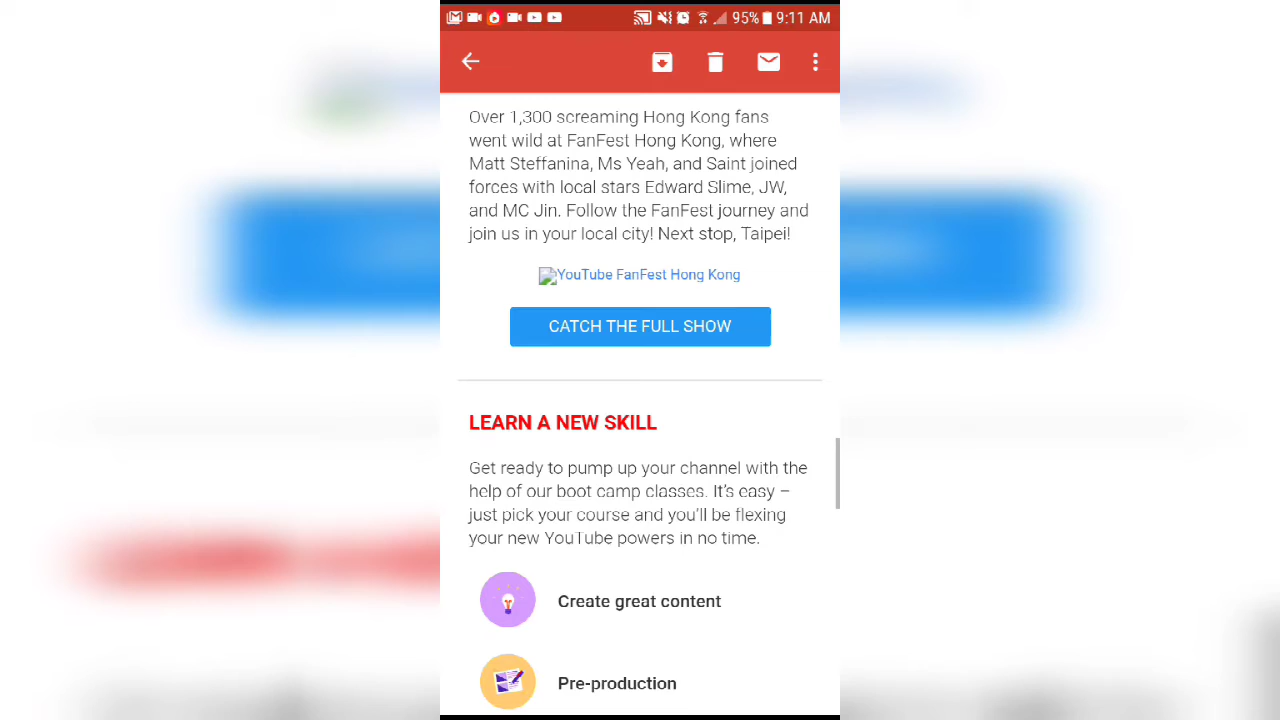 95% 9:11 AM
Over 1,300 screaming Hong Kong fans
went wild at FanFest Hong Kong, where
Matt Steffanina, Ms Yeah, and Saint joined
forces with local stars Edward Slime, JW,
and MC Jin. Follow the FanFest journey and
join us in your local city! Next stop, Taipei!
YouTube FanFest Hong Kong
CATCH THE FULL SHOW
LEARN A NEW SKILL
Get ready to pump up your channel with the
help of our boot camp classes. It's easy –
just pick your course and you'll be flexing
your new YouTube powers in no time.
Create great content
Pre-production